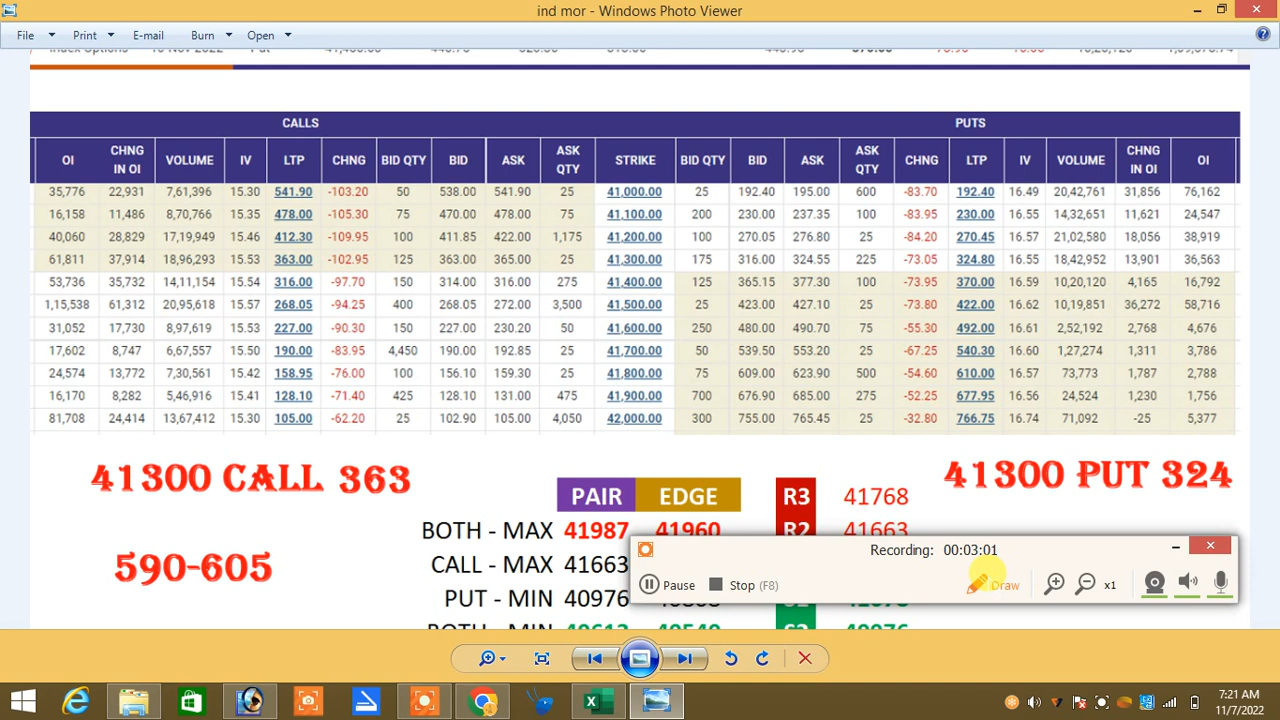 ind mor - Windows Photo Viewer
File Print E-mail Burn Open
CALLS PUTS
OI CHNG IN OI VOLUME IV LTP CHNG BID QTY BID ASK ASK QTY STRIKE BID QTY BID ASK ASK QTY CHNG LTP IV VOLUME CHNG IN OI OI
35,776 22,931 7,61,396 15.30 541.90 -103.20 50 538.00 541.90 25 41,000.00 25 192.40 195.00 600 -83.70 192.40 16.49 20,42,761 31,856 76,162
16,158 11,486 8,70,766 15.35 478.00 -105.30 75 470.00 478.00 75 41,100.00 200 230.00 237.35 100 -83.95 230.00 16.55 14,32,651 11,621 24,547
40,060 28,829 17,19,949 15.46 412.30 -109.95 100 411.85 422.00 1,175 41,200.00 100 270.05 276.80 25 -84.20 270.45 16.57 21,02,580 18,056 38,919
61,811 37,914 18,96,293 15.53 363.00 -102.95 125 363.00 365.00 25 41,300.00 175 316.00 324.55 225 -73.05 324.80 16.55 18,42,952 13,901 36,563
53,736 35,732 14,11,154 15.54 316.00 -97.70 150 314.00 316.00 275 41,400.00 125 365.15 377.30 100 -73.95 370.00 16.59 10,20,120 4,165 16,792
1,15,538 61,312 20,95,618 15.57 268.05 -94.25 400 268.05 272.00 3,500 41,500.00 25 423.00 427.10 25 -73.80 422.00 16.62 10,19,851 36,272 58,716
31,052 17,730 8,97,619 15.53 227.00 -90.30 150 227.00 230.20 50 41,600.00 250 480.00 490.70 75 -55.30 492.00 16.61 2,52,192 2,768 4,676
17,602 8,747 6,67,557 15.50 190.00 -83.95 4,450 190.00 192.85 25 41,700.00 50 539.50 553.20 25 -67.25 540.30 16.60 1,27,274 1,311 3,786
24,574 13,772 7,30,561 15.42 158.95 -76.00 100 156.10 159.30 25 41,800.00 75 609.00 623.90 500 -54.60 610.00 16.57 73,773 1,787 2,788
16,170 8,282 5,46,916 15.41 128.10 -71.40 425 128.10 131.00 475 41,900.00 700 676.90 685.00 275 -52.25 677.95 16.56 24,524 1,230 1,756
81,708 24,414 13,67,412 15.30 105.00 -62.20 25 102.90 105.00 4,050 42,000.00 300 755.00 765.45 25 -32.80 766.75 16.74 71,092 -25 5,377
41300 CALL 363 41300 PUT 324
PAIR EDGE R3 41768
BOTH - MAX 41987 41960 R2 41663
590-605 CALL - MAX 41663
PUT - MIN 40976
Recording: 00:03:01
Pause Stop (F8) Draw x1
7:21 AM
11/7/2022